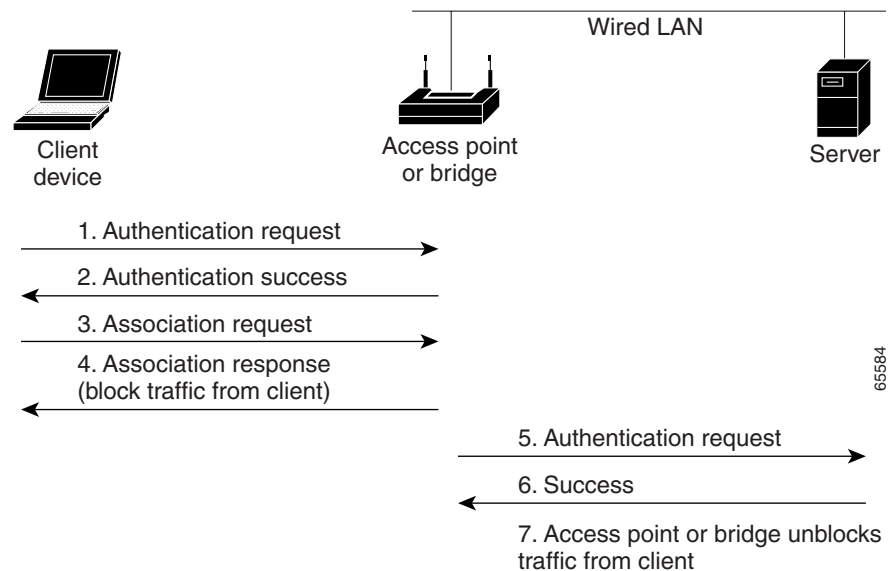 Wired LAN
Client
device
Access point
or bridge
Server
1. Authentication request
2. Authentication success
3. Association request
4. Association response
(block traffic from client)
65584
5. Authentication request
6. Success
7. Access point or bridge unblocks
traffic from client